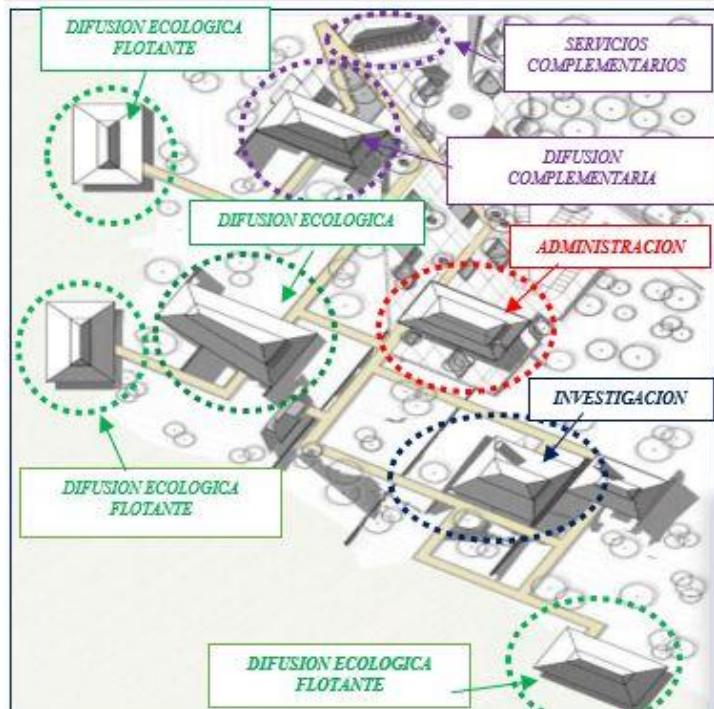 DIFUSION ECOLOGICA
FLOTANTE
SERVICIOS
COMPLEMENTARIOS
DIFUSION
COMPLEMENTARIA
DIFUSION ECOLOGICA
ADMINISTRACION
INVESTIGACION
DIFUSION ECOLOGICA
FLOTANTE
DIFUSION ECOLOGICA
FLOTANTE